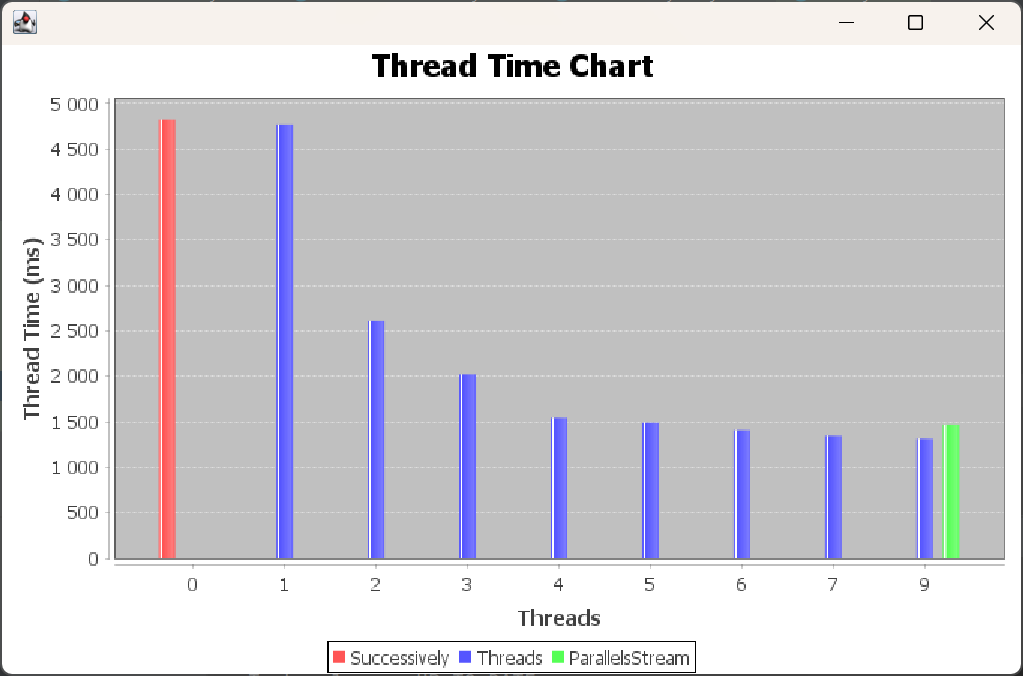 Thread Time Chart
5 000
4 500
4 000
3 500
3 000
2 500
2 000
1 500
1 000
500
0
Thread Time (ms)
0 1 2 3 4 5 6 7 9
Threads
Successively Threads ParallelsStream